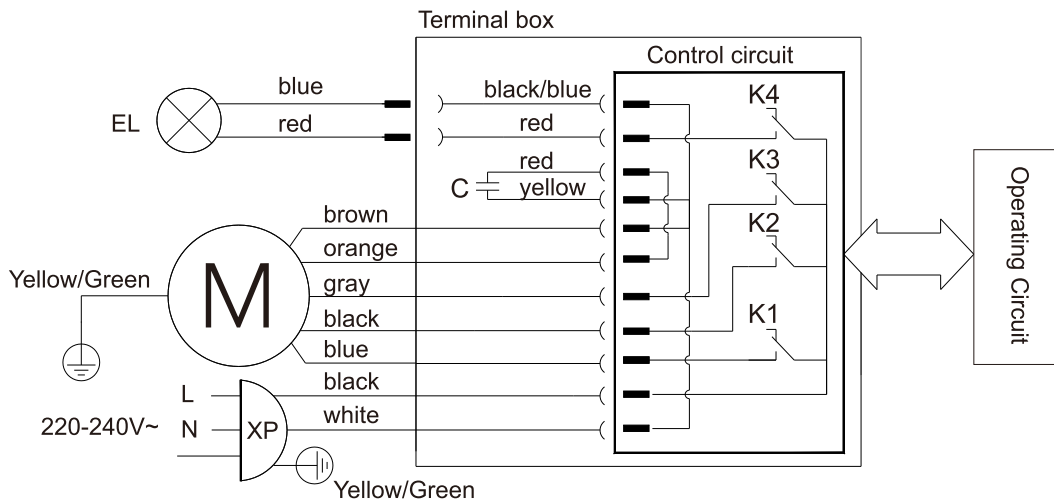 Terminal box
Control circuit
blue
black/blue
K4
EL
red
red
red
K3
C
yellow
brown
K2
orange
Yellow/Green
M
gray
Operating Circuit
black
K1
blue
L
black
white
220-240V~
N
XP
Yellow/Green